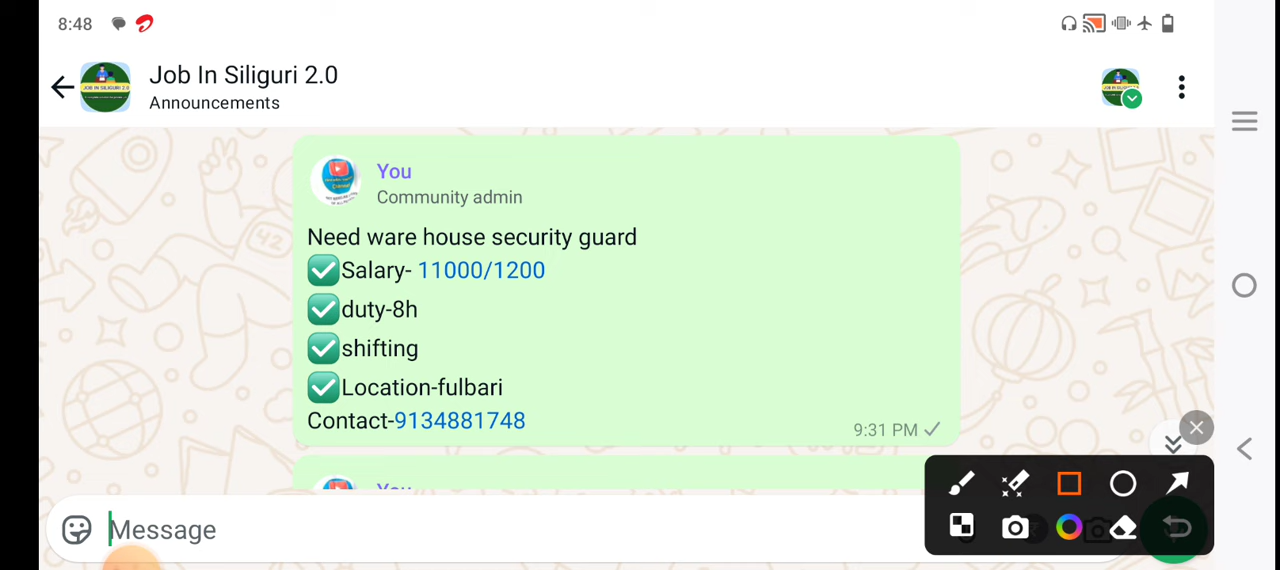 8:48
Job In Siliguri 2.0
Announcements
You
Community admin
Need ware house security guard
✅Salary- 11000/1200
✅duty-8h
✅shifting
✅Location-fulbari
Contact-9134881748
9:31 PM
You
Message